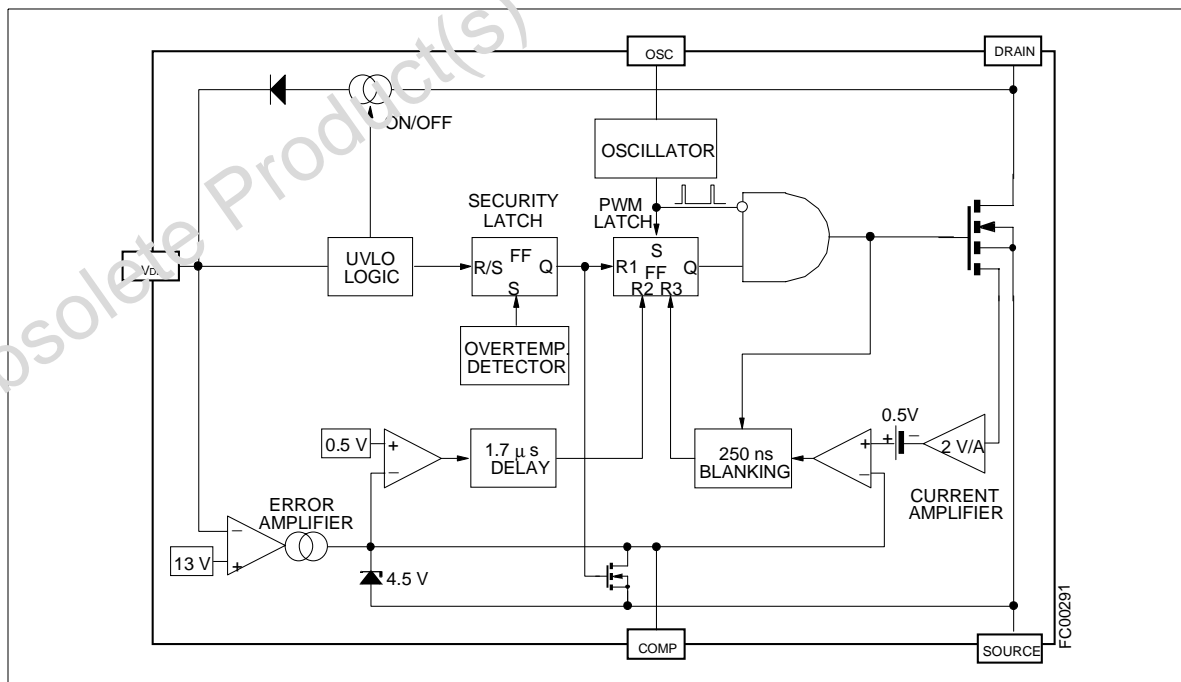 Obsolete Product(s)
OSC
DRAIN
ON/OFF
OSCILLATOR
SECURITY
LATCH
PWM
LATCH
VD
UVLO
LOGIC
R/S
FF
Q
S
S
R1
FF
Q
R2 R3
OVERTEMP.
DETECTOR
0.5 V
+
−
1.7 μ s
DELAY
250 ns
BLANKING
+
−
0.5V
+
−
2 V/A
CURRENT
AMPLIFIER
ERROR
AMPLIFIER
−
13 V
+
4.5 V
COMP
SOURCE
FC00291